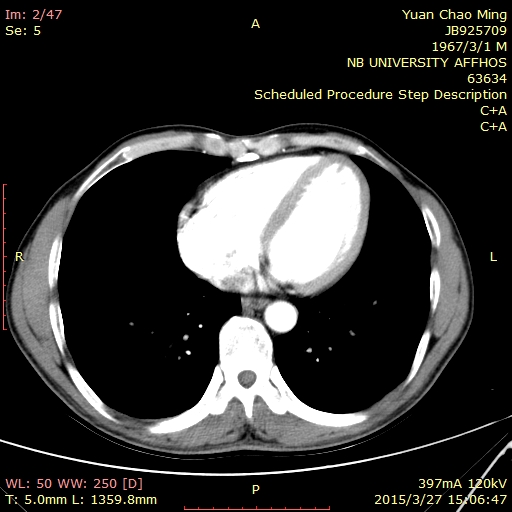 Im: 2/47
Se: 5
A
Yuan Chao Ming
JB925709
1967/3/1 M
NB UNIVERSITY AFFHOS
63634
Scheduled Procedure Step Description
C+A
C+A
R
L
WL: 50 WW: 250 [D]
T: 5.0mm L: 1359.8mm
P
397mA 120kV
2015/3/27 15:06:47